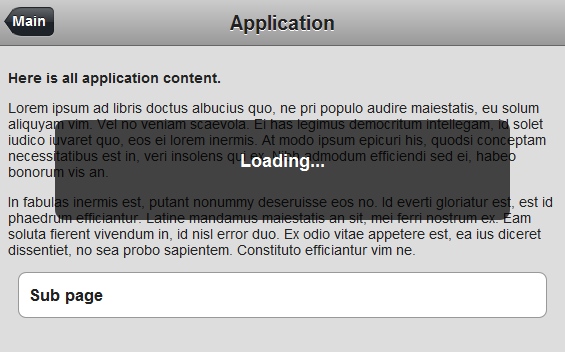 Main
Application
Here is all application content.
Lorem ipsum ad libris doctus albucius quo, ne pri populo audire maiestatis, eu solum
aliquyam vim. Vel no veniam scaevola. Ei has legimus democritum intellegam, id solet
iudico iuvaret quo, eos ei lorem inermis. At modo ipsum epicuri his, quodsi conceptam
necessitatibus est in, veri insolens qui ex. Nibh admodum efficiendi sed ei, habeo
bonorum vis an.
Loading...
In fabulas inermis est, putant nonummy deseruisse eos no. Id everti gloriatur est, est id
phaedrum efficiantur. Latine mandamus maiestatis an sit, mei ferri nostrum ex. Eam
soluta fierent vivendum in, id nisl error duo. Ex odio vitae appetere est, ea ius diceret
dissentiet, no sea probo sapientem. Constituto efficiantur vim ne.
Sub page